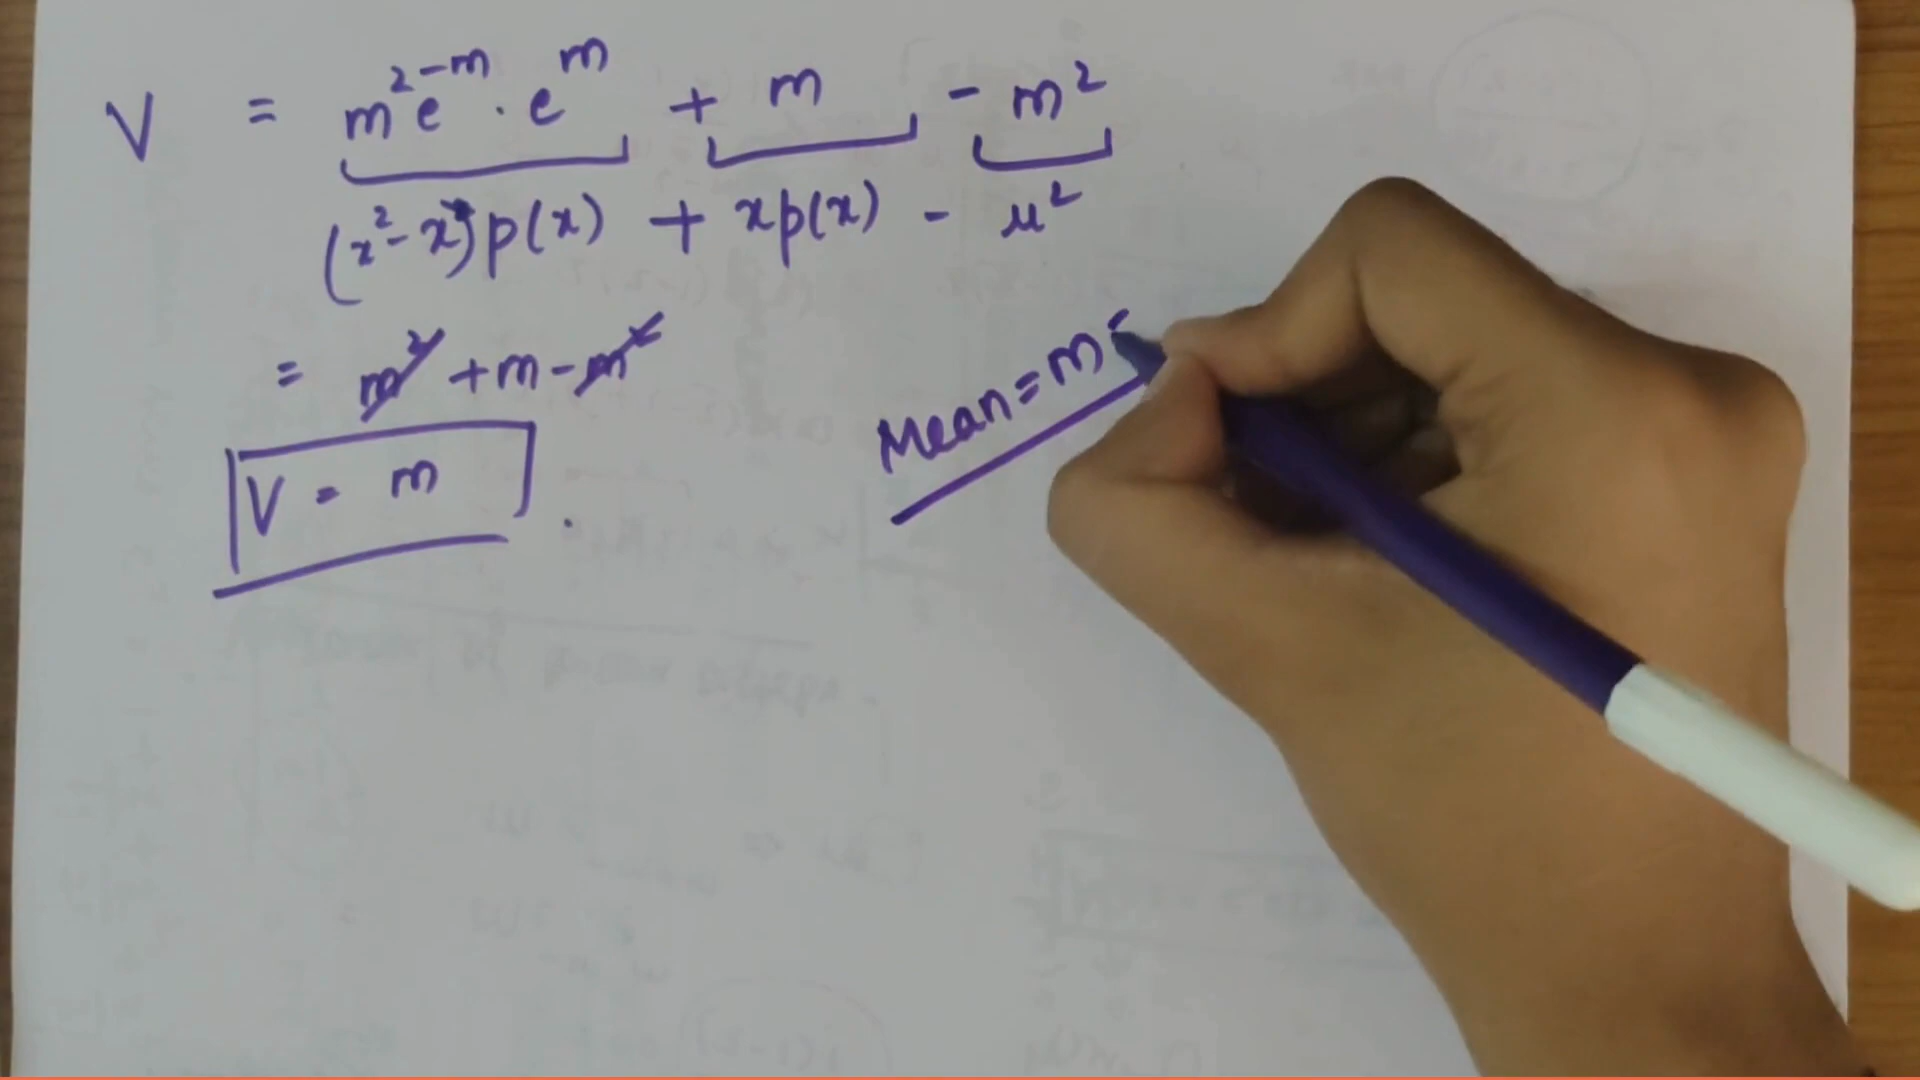 V = m²e⁻ᵐ · eᵐ + m - m²
(x² - x)p(x) + xp(x) - μ²
= m² + m - m²
Mean = m
V = m .